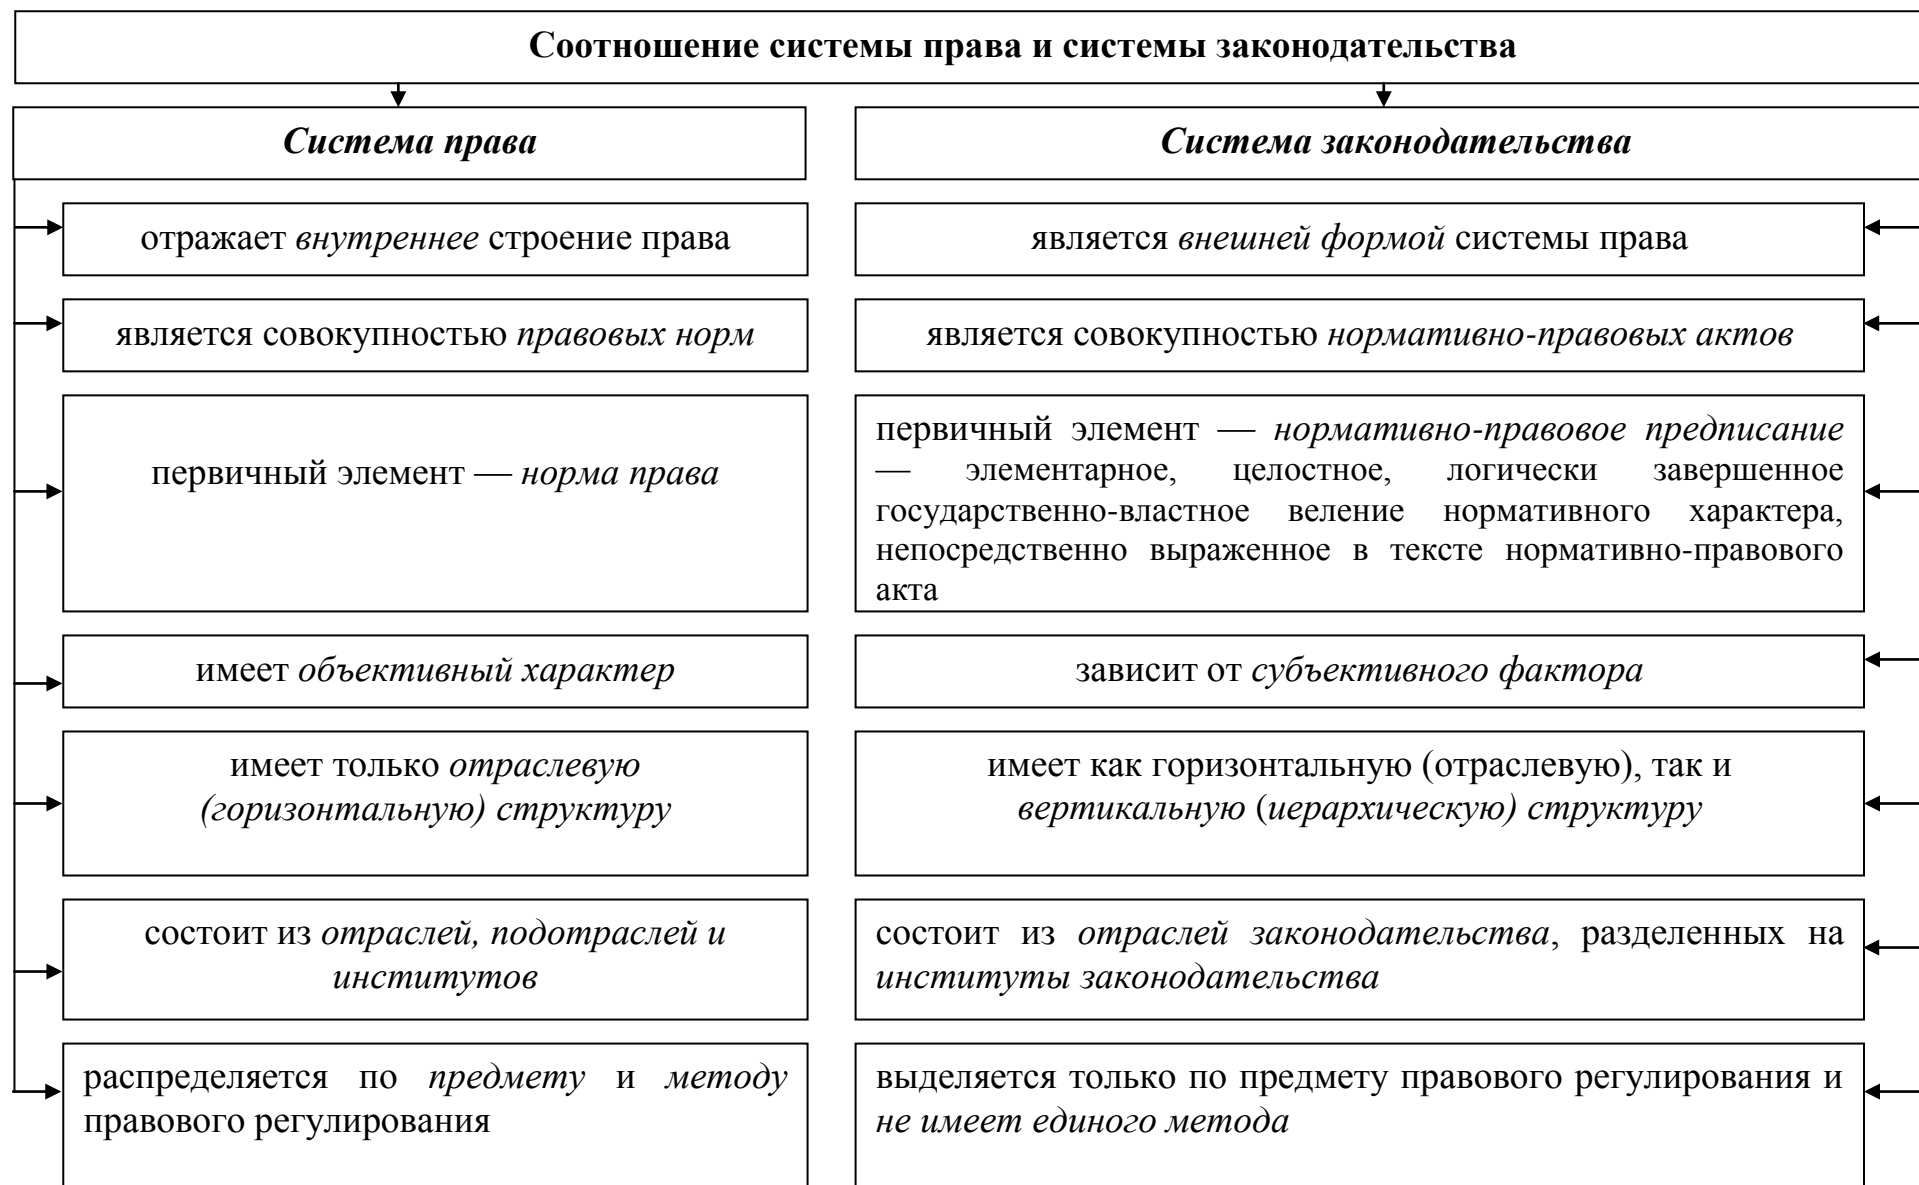 Соотношение системы права и системы законодательства
Система права
Система законодательства
отражает внутреннее строение права
является внешней формой системы права
является совокупностью правовых норм
является совокупностью нормативно-правовых актов
первичный элемент — норма права
первичный элемент — нормативно-правовое предписание
— элементарное, целостное, логически завершенное
государственно-властное веление нормативного характера,
непосредственно выраженное в тексте нормативно-правового
акта
имеет объективный характер
зависит от субъективного фактора
имеет только отраслевую
(горизонтальную) структуру
имеет как горизонтальную (отраслевую), так и
вертикальную (иерархическую) структуру
состоит из отраслей, подотраслей и
институтов
состоит из отраслей законодательства, разделенных на
институты законодательства
распределяется по предмету и методу
правового регулирования
выделяется только по предмету правового регулирования и
не имеет единого метода